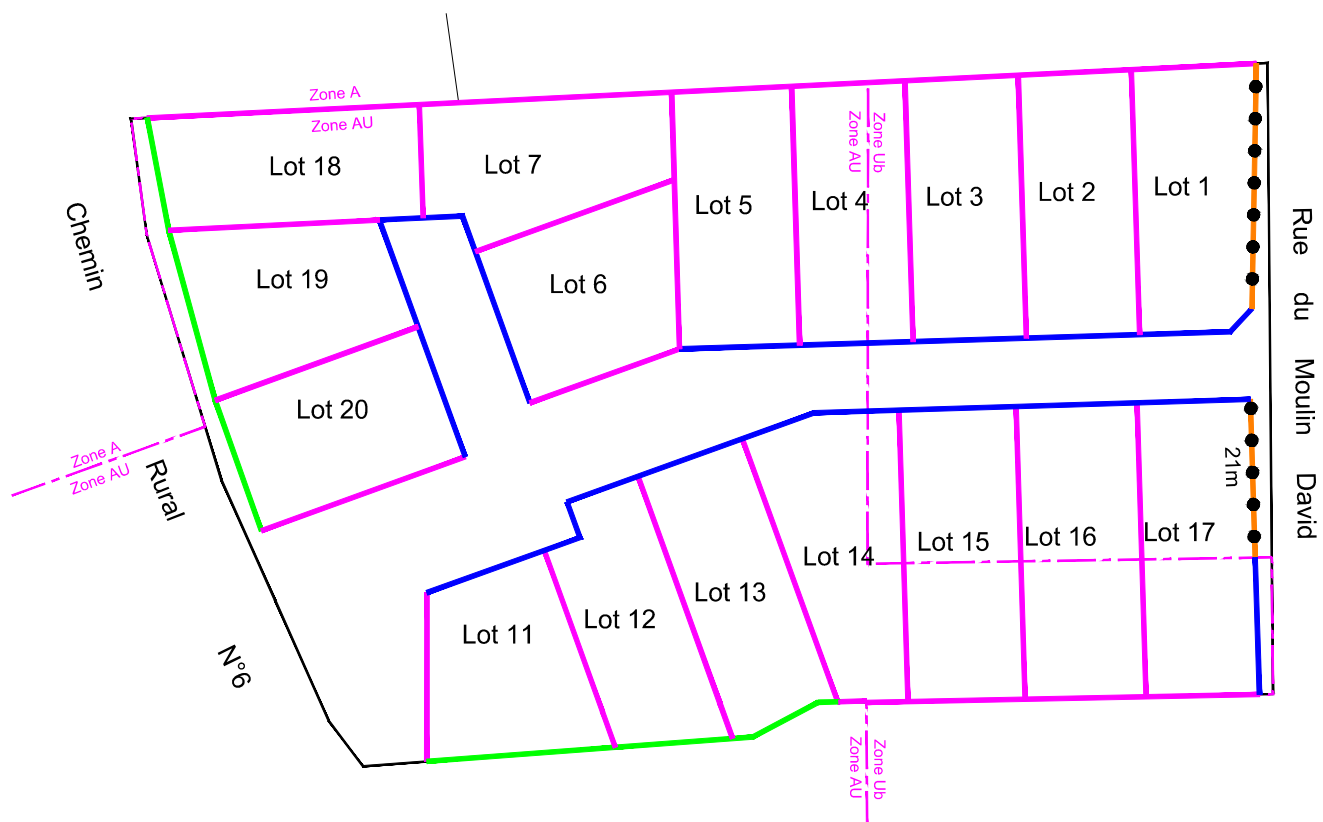 Zone A
Zone AU
Lot 18
Lot 7
Zone Ub
Zone AU
Lot 5
Lot 4
Lot 3
Lot 2
Lot 1
Lot 19
Lot 6
Lot 20
Chemin
Rural
N°6
Rue du Moulin David
Zone A
Zone AU
21m
Lot 11
Lot 12
Lot 13
Lot 14
Lot 15
Lot 16
Lot 17
Zone Ub
Zone AU